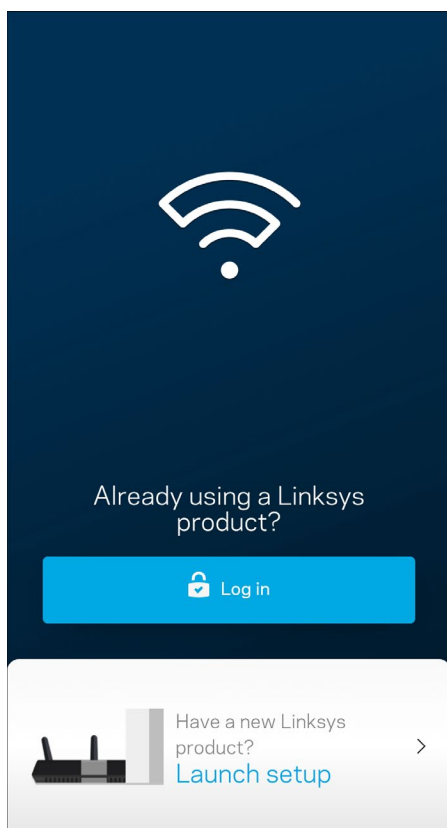 Already using a Linksys
product?
Log in
Have a new Linksys
product?
Launch setup